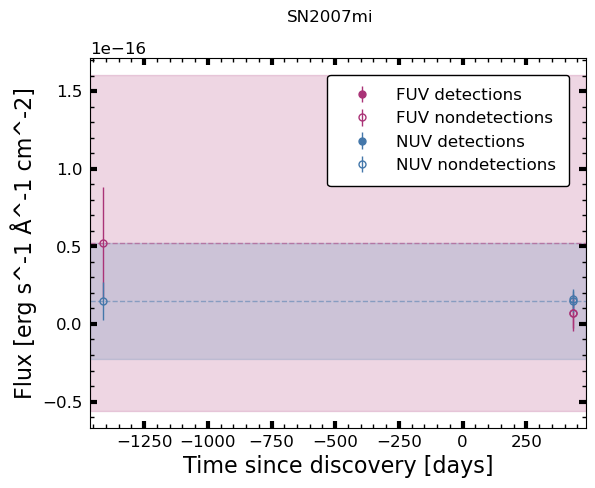 SN2007mi
1e−16
1.5
1.0
0.5
0.0
−0.5
Flux [erg s^-1 Å^-1 cm^-2]
FUV detections
FUV nondetections
NUV detections
NUV nondetections
−1250 −1000 −750 −500 −250 0 250
Time since discovery [days]